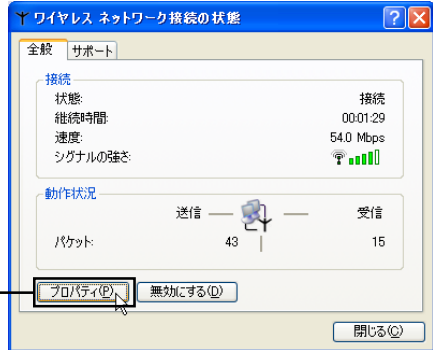 ワイヤレス ネットワーク接続の状態
全般 サポート
接続
状態: 接続
継続時間: 00:01:29
速度: 54.0 Mbps
シグナルの強さ:
動作状況
送信 受信
パケット: 43 15
プロパティ(P) 無効にする(D)
閉じる(C)